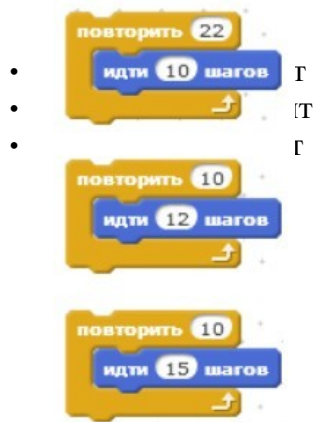 повторить 22
идти 10 шагов
повторить 10
идти 12 шагов
повторить 10
идти 15 шагов